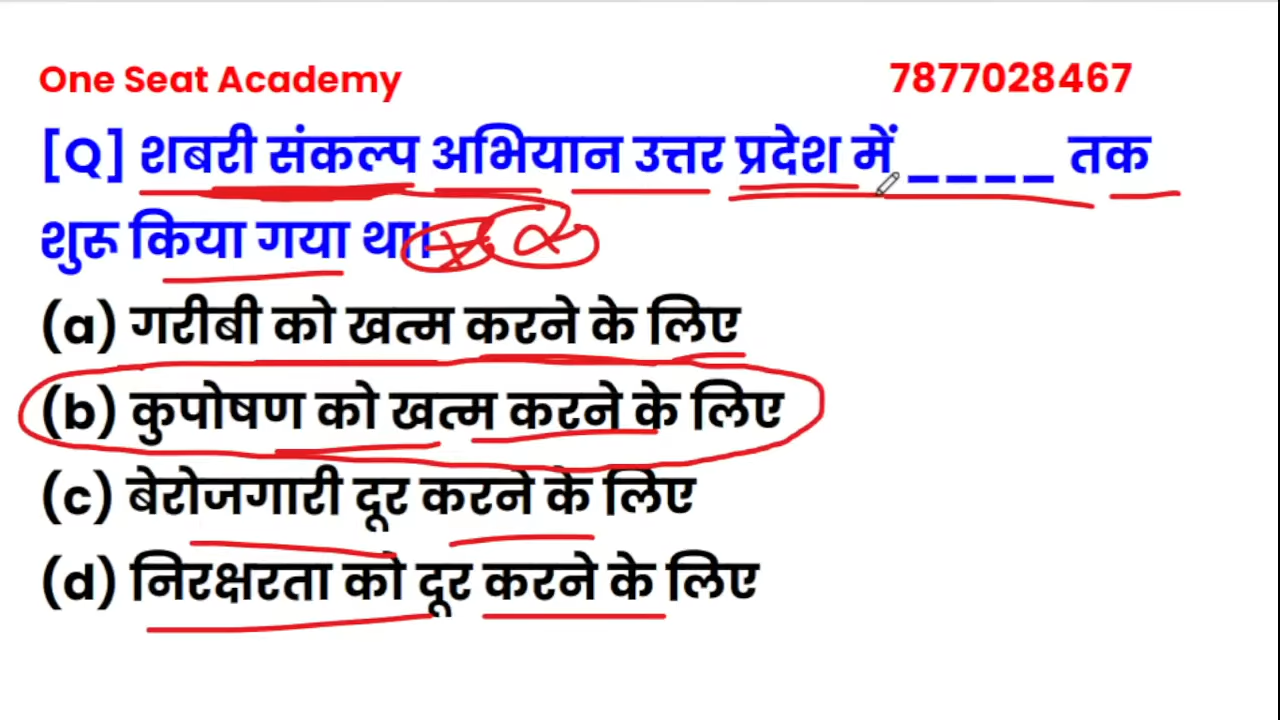 One Seat Academy 7877028467
[Q] शबरी संकल्प अभियान उत्तर प्रदेश में____ तक
शुरू किया गया था।
(a) गरीबी को खत्म करने के लिए
(b) कुपोषण को खत्म करने के लिए
(c) बेरोजगारी दूर करने के लिए
(d) निरक्षरता को दूर करने के लिए